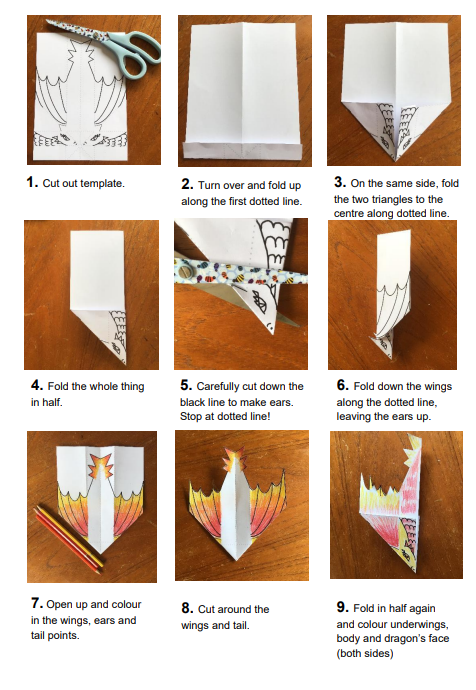 1. Cut out template.
2. Turn over and fold up
along the first dotted line.
3. On the same side, fold
the two triangles to the
centre along dotted line.
4. Fold the whole thing
in half.
5. Carefully cut down the
black line to make ears.
Stop at dotted line!
6. Fold down the wings
along the dotted line,
leaving the ears up.
7. Open up and colour
in the wings, ears and
tail points.
8. Cut around the
wings and tail.
9. Fold in half again
and colour underwings,
body and dragon's face
(both sides)